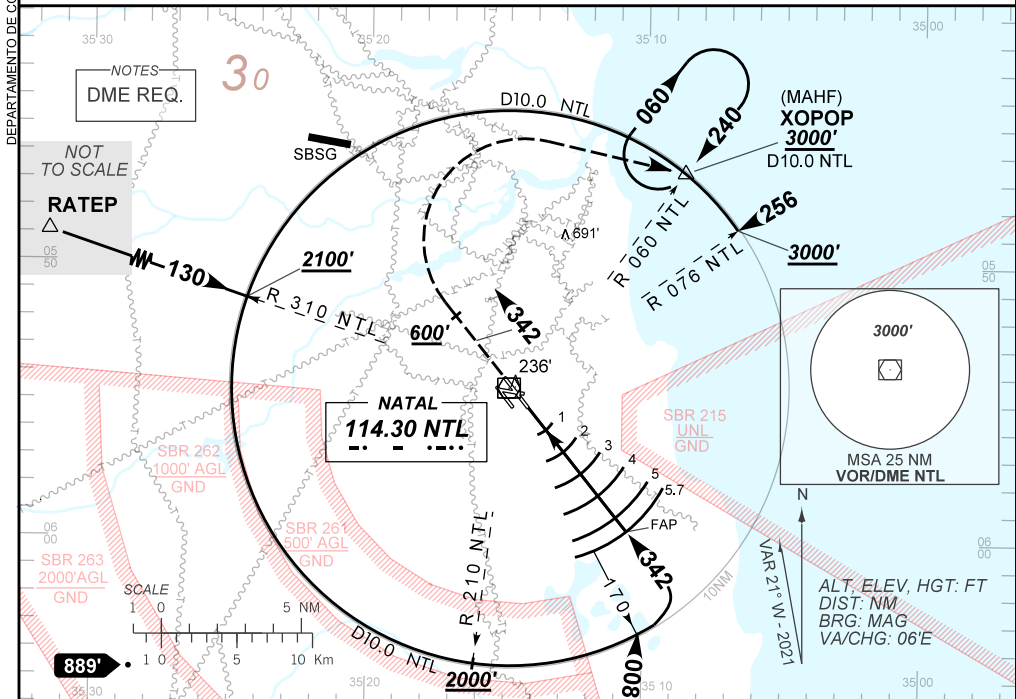 DEPARTAMENTO DE CO
35 30
35 20
35 10
35 00
NOTES
DME REQ.
30
SBSG
D10.0 NTL
060
240
(MAHF)
XOPOP
3000'
D10.0 NTL
NOT
TO SCALE
RATEP
130
2100'
R 310 NTL
691'
R 060 NTL
R 076 NTL
256
3000'
05
50
05
50
600'
342
236'
NATAL
114.30 NTL
3000'
MSA 25 NM
VOR/DME NTL
SBR 215
UNL
GND
SBR 262
1000' AGL
GND
SBR 261
500' AGL
GND
SBR 263
2000'AGL
GND
1
2
3
4
5
5.7
FAP
342
170
008
10NM
R 210 NTL
06
00
06
00
N
VAR 21° W - 2021
ALT, ELEV, HGT: FT
DIST: NM
BRG: MAG
VA/CHG: 06'E
SCALE
1 0 5 NM
1 0 5 10 Km
D10.0 NTL
2000'
889'
35 30
35 20
35 10
35 00